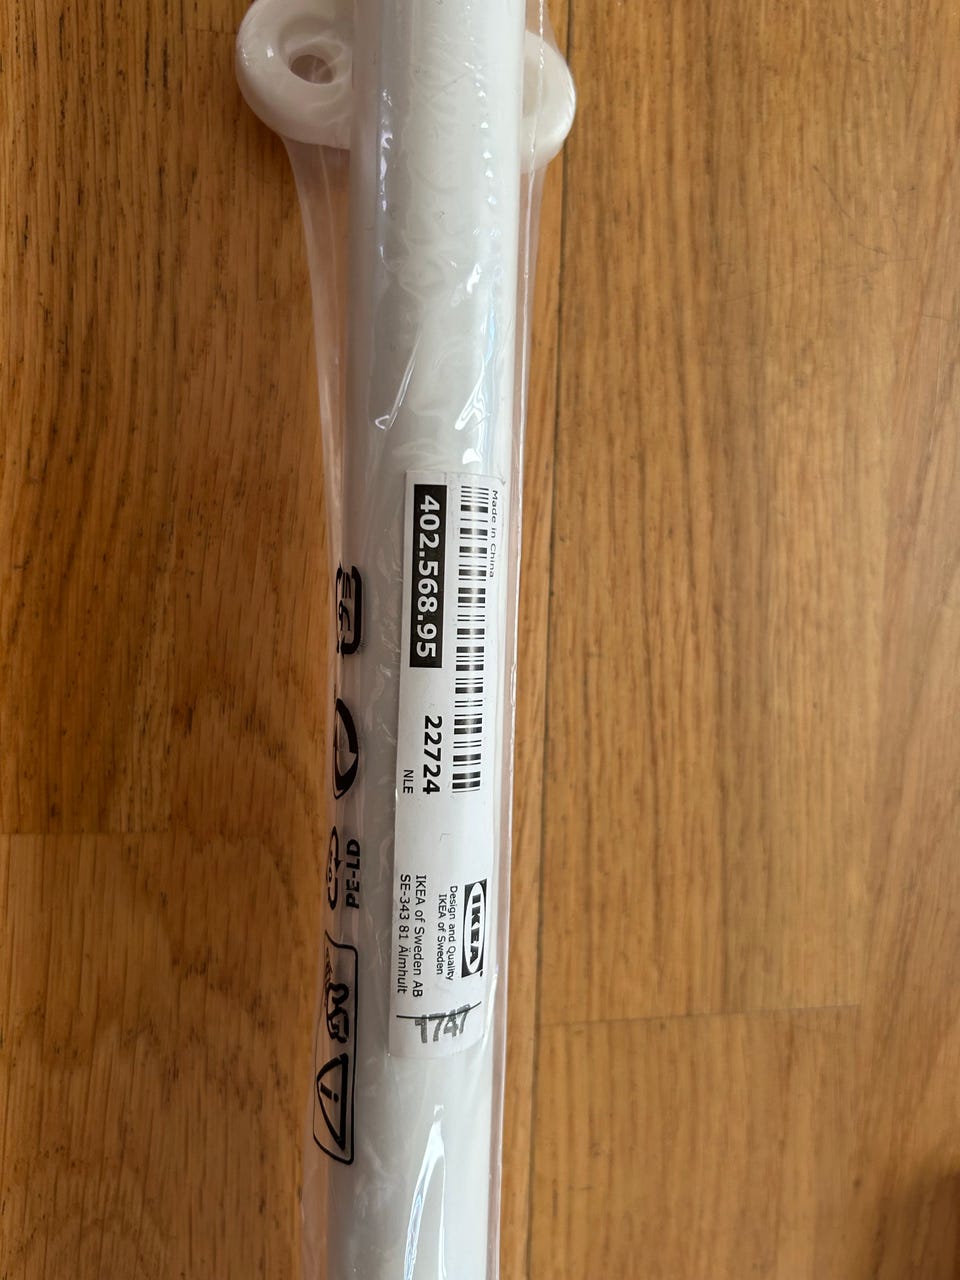 Made in China
402.568.95
22724
NLE
IKEA
Design and Quality
IKEA of Sweden
IKEA of Sweden AB
SE-343 81 Älmhult
PE-LD